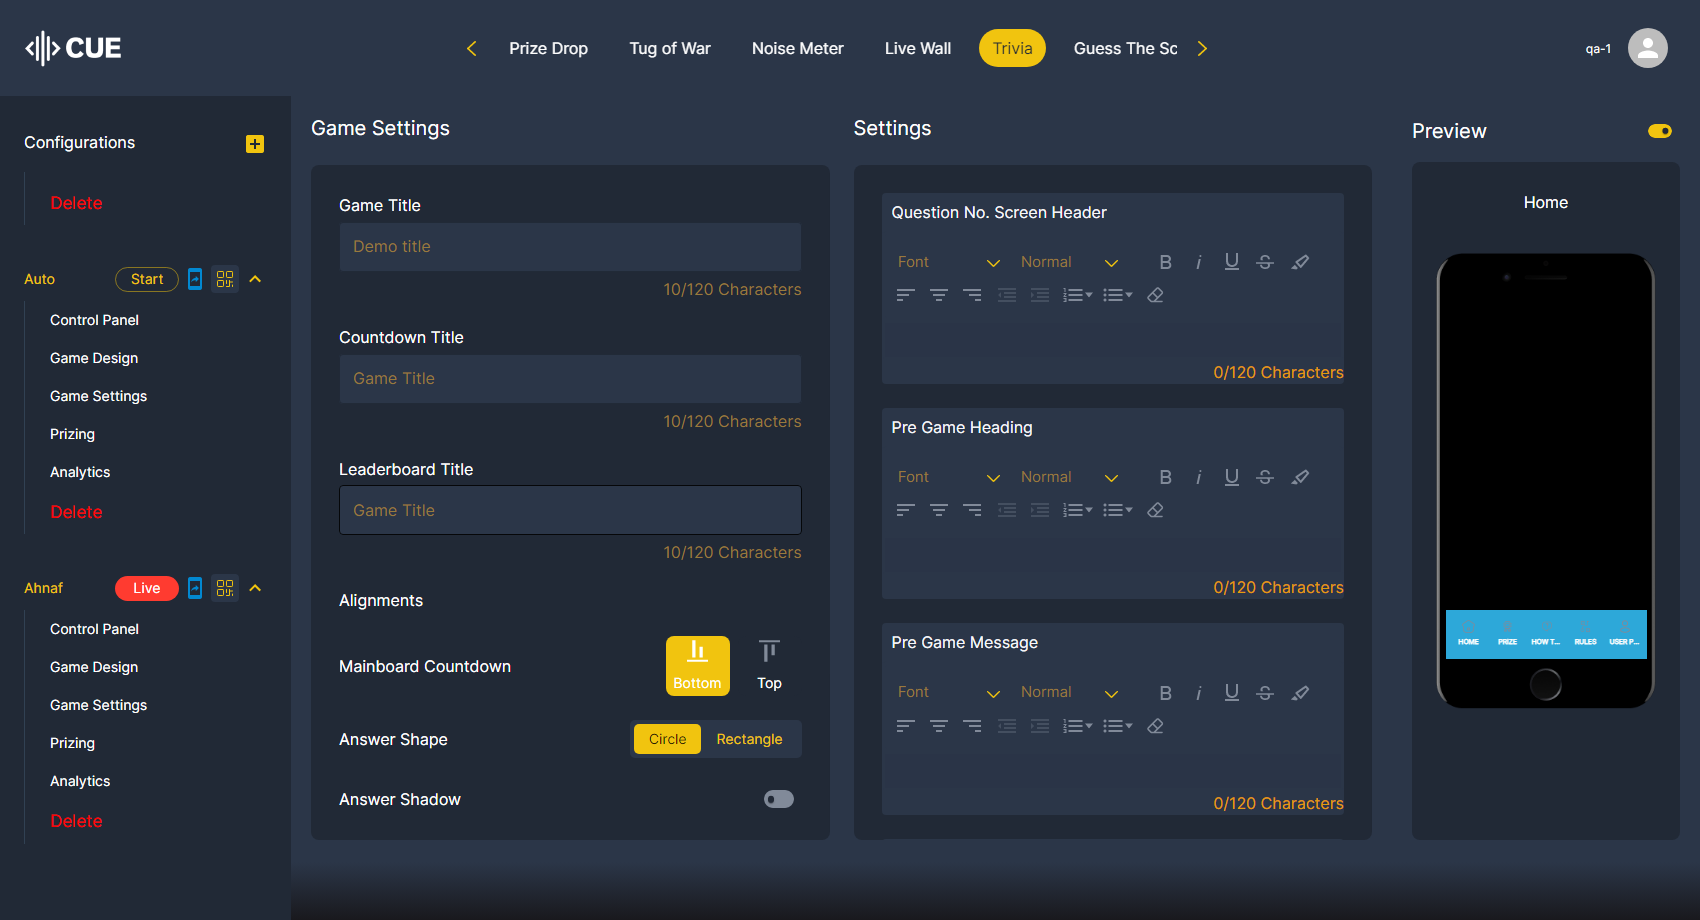 CUE
Prize Drop
Tug of War
Noise Meter
Live Wall
Trivia
Guess The Sc
qa-1
Configurations
Delete
Auto
Start
Control Panel
Game Design
Game Settings
Prizing
Analytics
Delete
Ahnaf
Live
Control Panel
Game Design
Game Settings
Prizing
Analytics
Delete
Game Settings
Game Title
Demo title
10/120 Characters
Countdown Title
Game Title
10/120 Characters
Leaderboard Title
Game Title
10/120 Characters
Alignments
Mainboard Countdown
Bottom
Top
Answer Shape
Circle
Rectangle
Answer Shadow
Settings
Question No. Screen Header
Font
Normal
0/120 Characters
Pre Game Heading
Font
Normal
0/120 Characters
Pre Game Message
Font
Normal
0/120 Characters
Preview
Home
HOME
PRIZE
HOW T...
RULES
USER P...